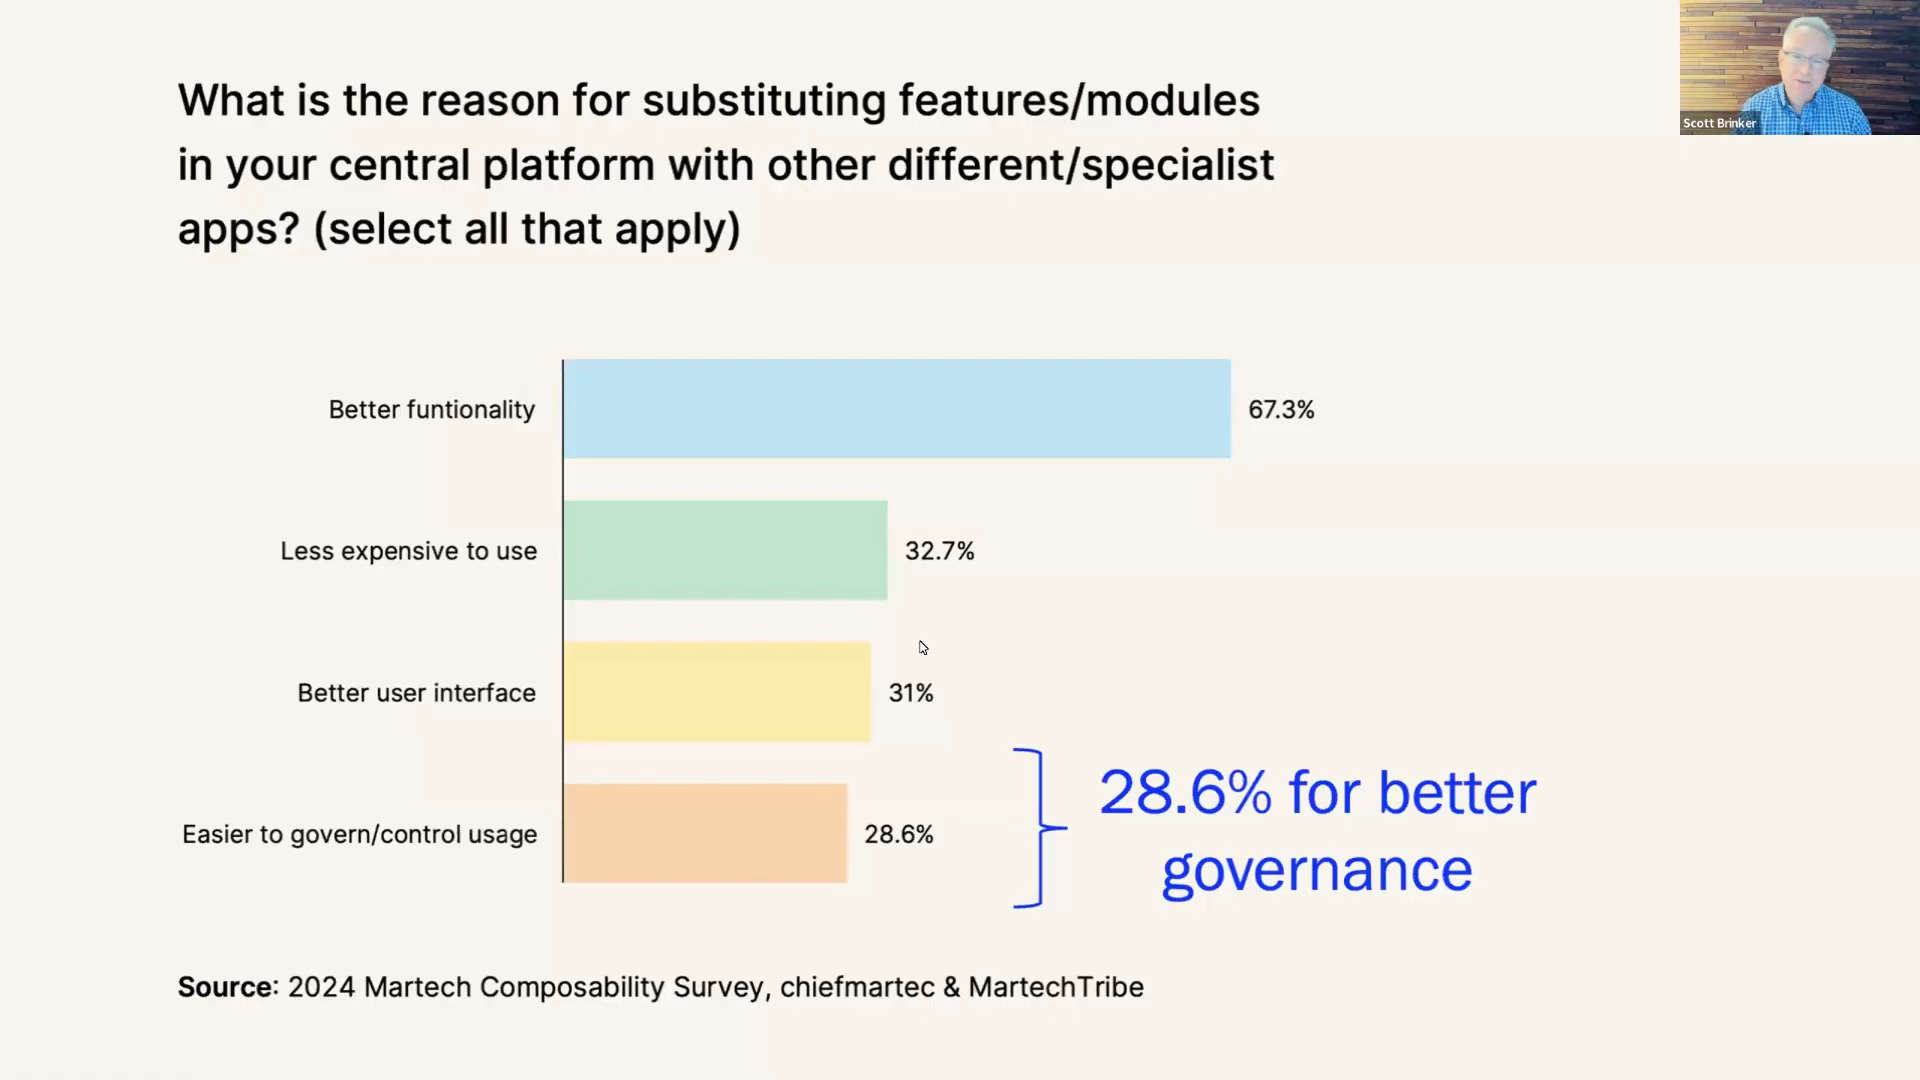 What is the reason for substituting features/modules
in your central platform with other different/specialist
apps? (select all that apply)
Scott Brinker
Better funtionality
67.3%
Less expensive to use
32.7%
Better user interface
31%
Easier to govern/control usage
28.6%
28.6% for better
governance
Source: 2024 Martech Composability Survey, chiefmartec & MartechTribe